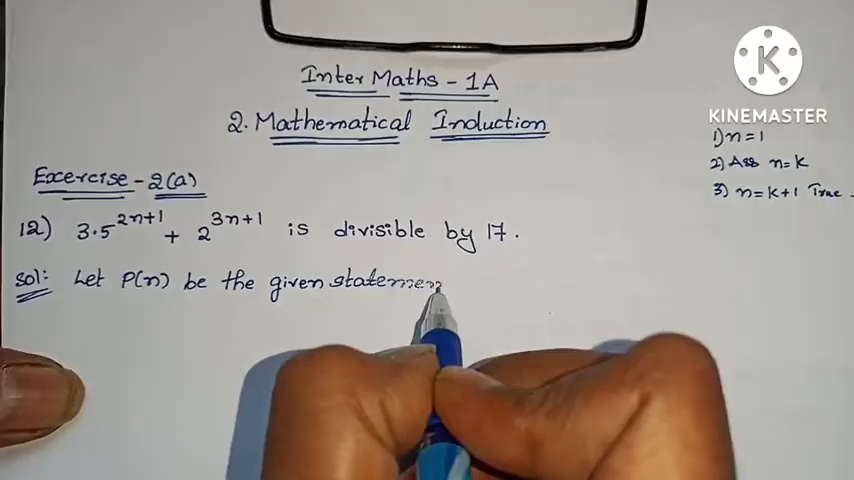 Inter Maths - 1A
2. Mathematical Induction
KINEMASTER
1) n=1
2) Ass n=k
3) n=k+1 True.
Exercise - 2(a)
12) 3·5^{2n+1} + 2^{3n+1} is divisible by 17.
Sol: Let P(n) be the given statemen